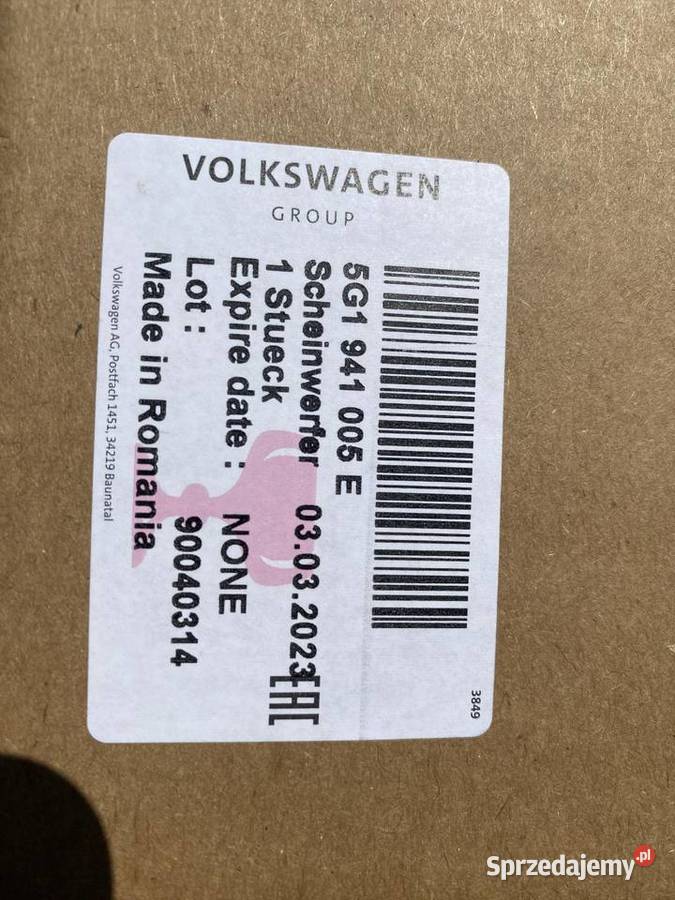 VOLKSWAGEN
GROUP
5G1 941 005 E
Scheinwerfer 03.03.2023
1 Stueck EAC
Expire date : NONE
Lot : 90040314
Made in Romania
Volkswagen AG, Postfach 1451, 34219 Baunatal
3849
Sprzedajemy.pl